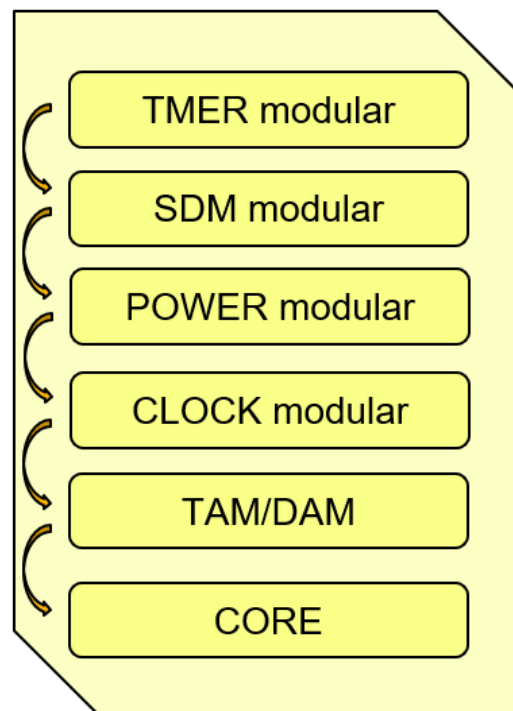 TMER modular
SDM modular
POWER modular
CLOCK modular
TAM/DAM
CORE